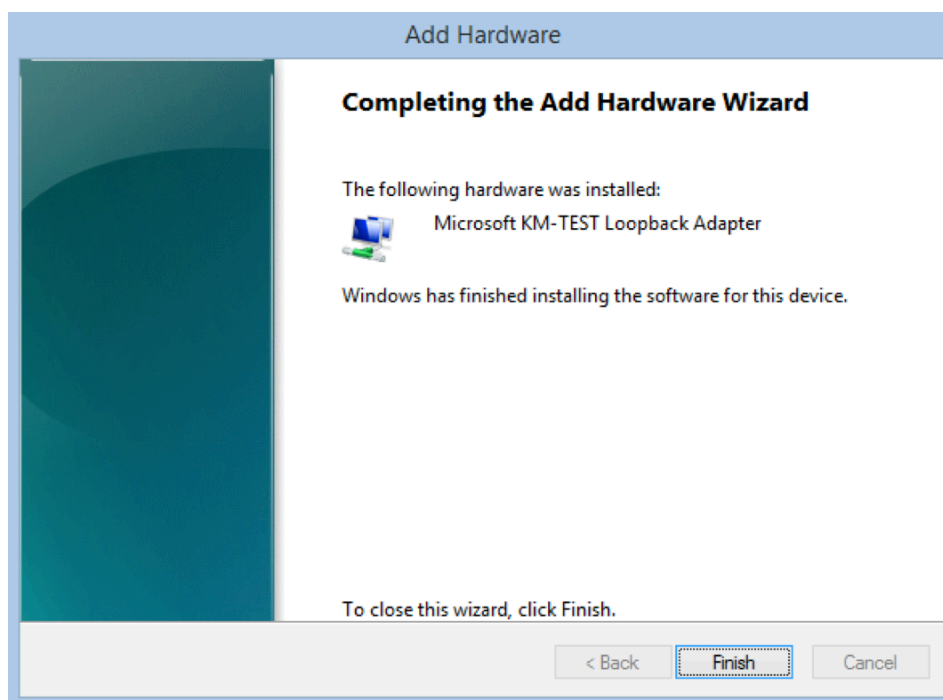 Add Hardware
Completing the Add Hardware Wizard
The following hardware was installed:
Microsoft KM-TEST Loopback Adapter
Windows has finished installing the software for this device.
To close this wizard, click Finish.
< Back
Finish
Cancel